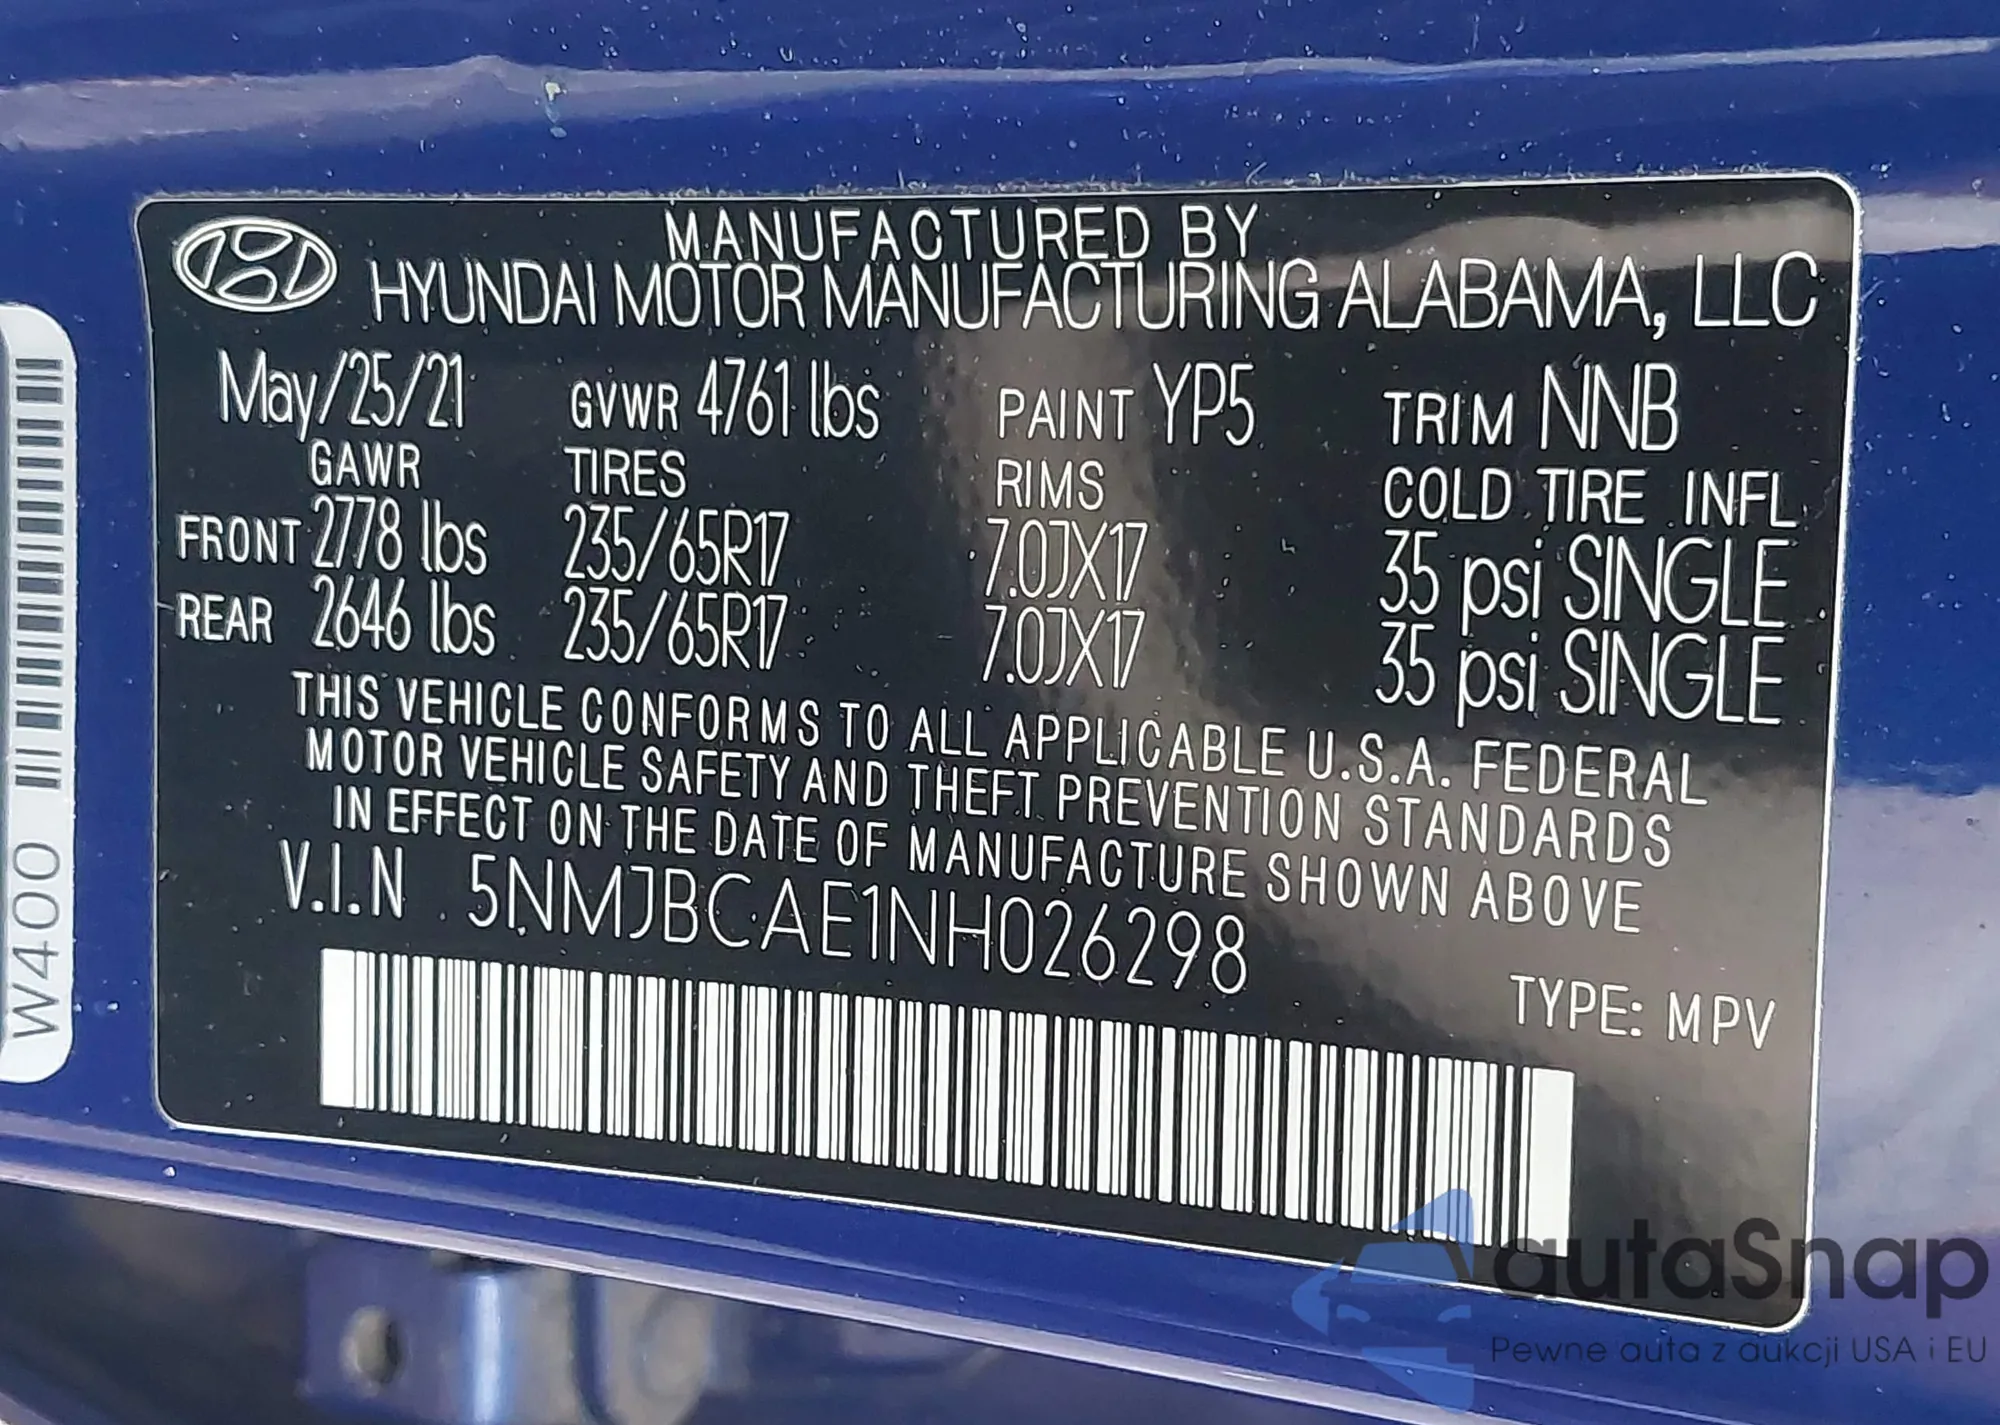 MANUFACTURED BY
HYUNDAI MOTOR MANUFACTURING ALABAMA, LLC
May/25/21 GVWR 4761 lbs PAINT YP5 TRIM NNB
GAWR TIRES RIMS COLD TIRE INFL
FRONT 2778 lbs 235/65R17 7.0JX17 35 psi SINGLE
REAR 2646 lbs 235/65R17 7.0JX17 35 psi SINGLE
THIS VEHICLE CONFORMS TO ALL APPLICABLE U.S.A. FEDERAL
MOTOR VEHICLE SAFETY AND THEFT PREVENTION STANDARDS
IN EFFECT ON THE DATE OF MANUFACTURE SHOWN ABOVE
V.I.N 5NMJBCAE1NH026298
TYPE: MPV
W400
autaSnap
Pewne auta z aukcji USA i EU